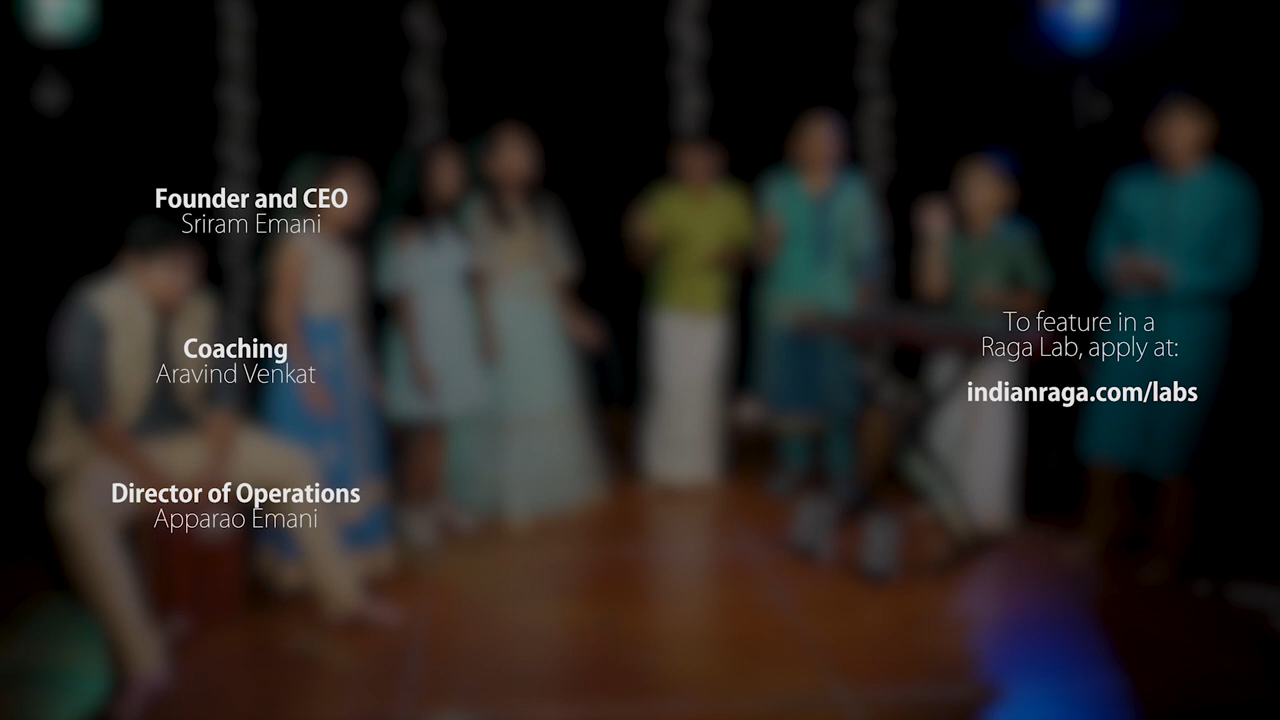 Founder and CEO
Sriram Emani
Coaching
Aravind Venkat
Director of Operations
Apparao Emani
To feature in a
Raga Lab, apply at:
indianraga.com/labs